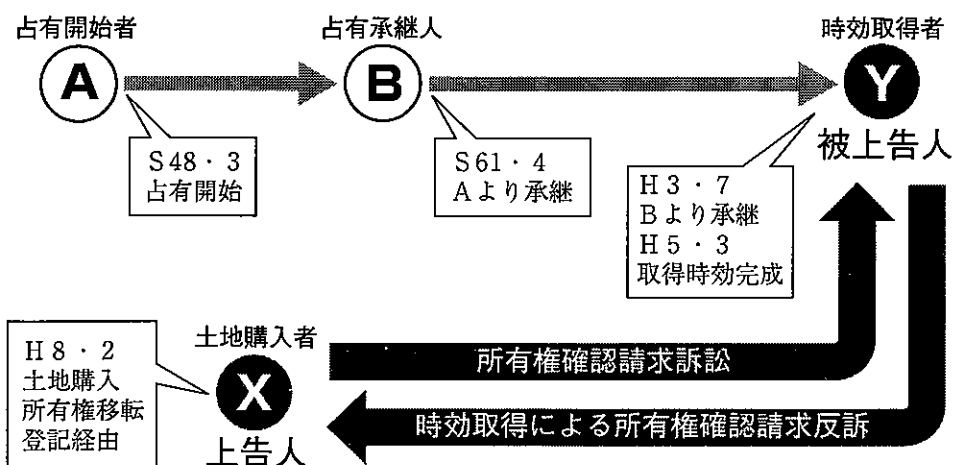 占有開始者
A
S48・3
占有開始
占有承継人
B
S61・4
Aより承継
時効取得者
Y
被上告人
H3・7
Bより承継
H5・3
取得時効完成
土地購入者
X
上告人
H8・2
土地購入
所有権移転
登記経由
所有権確認請求訴訟
時効取得による所有権確認請求反訴